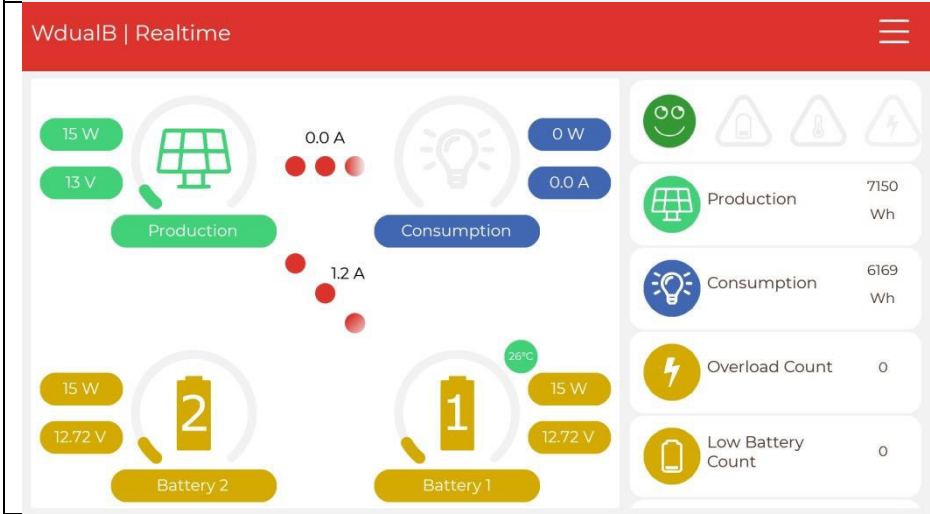 WdualB | Realtime
15 W
13 V
Production
0.0 A
0 W
0.0 A
Consumption
1.2 A
15 W
12.72 V
2
Battery 2
26°C
1
15 W
12.72 V
Battery 1
Production
7150
Wh
Consumption
6169
Wh
Overload Count
0
Low Battery
Count
0